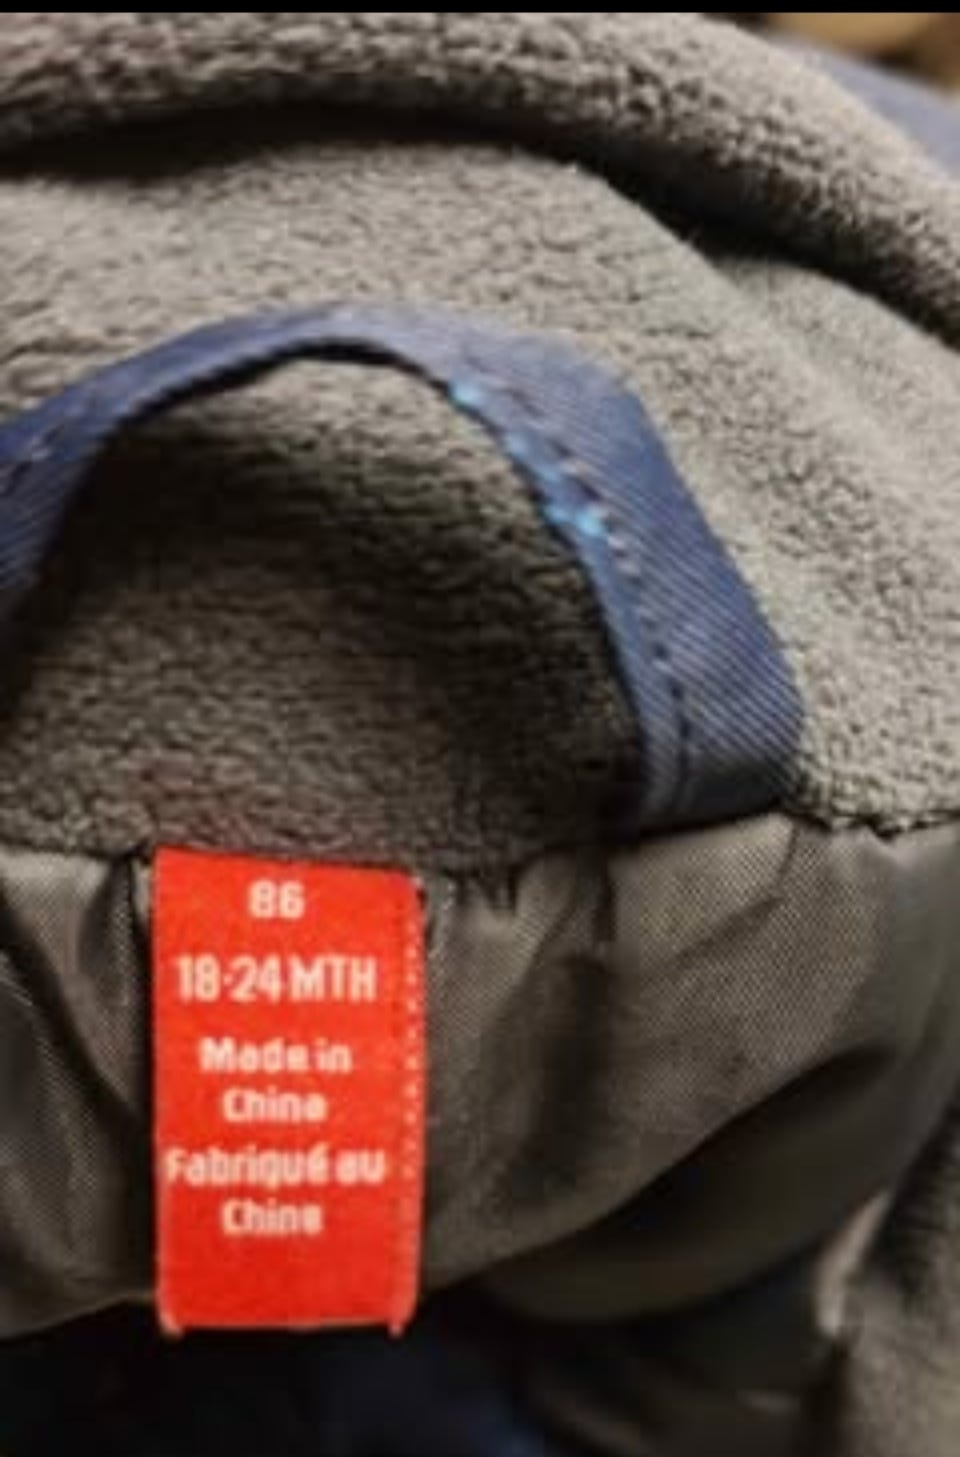 86
18-24 MTH
Made in
China
Fabriqué au
Chine